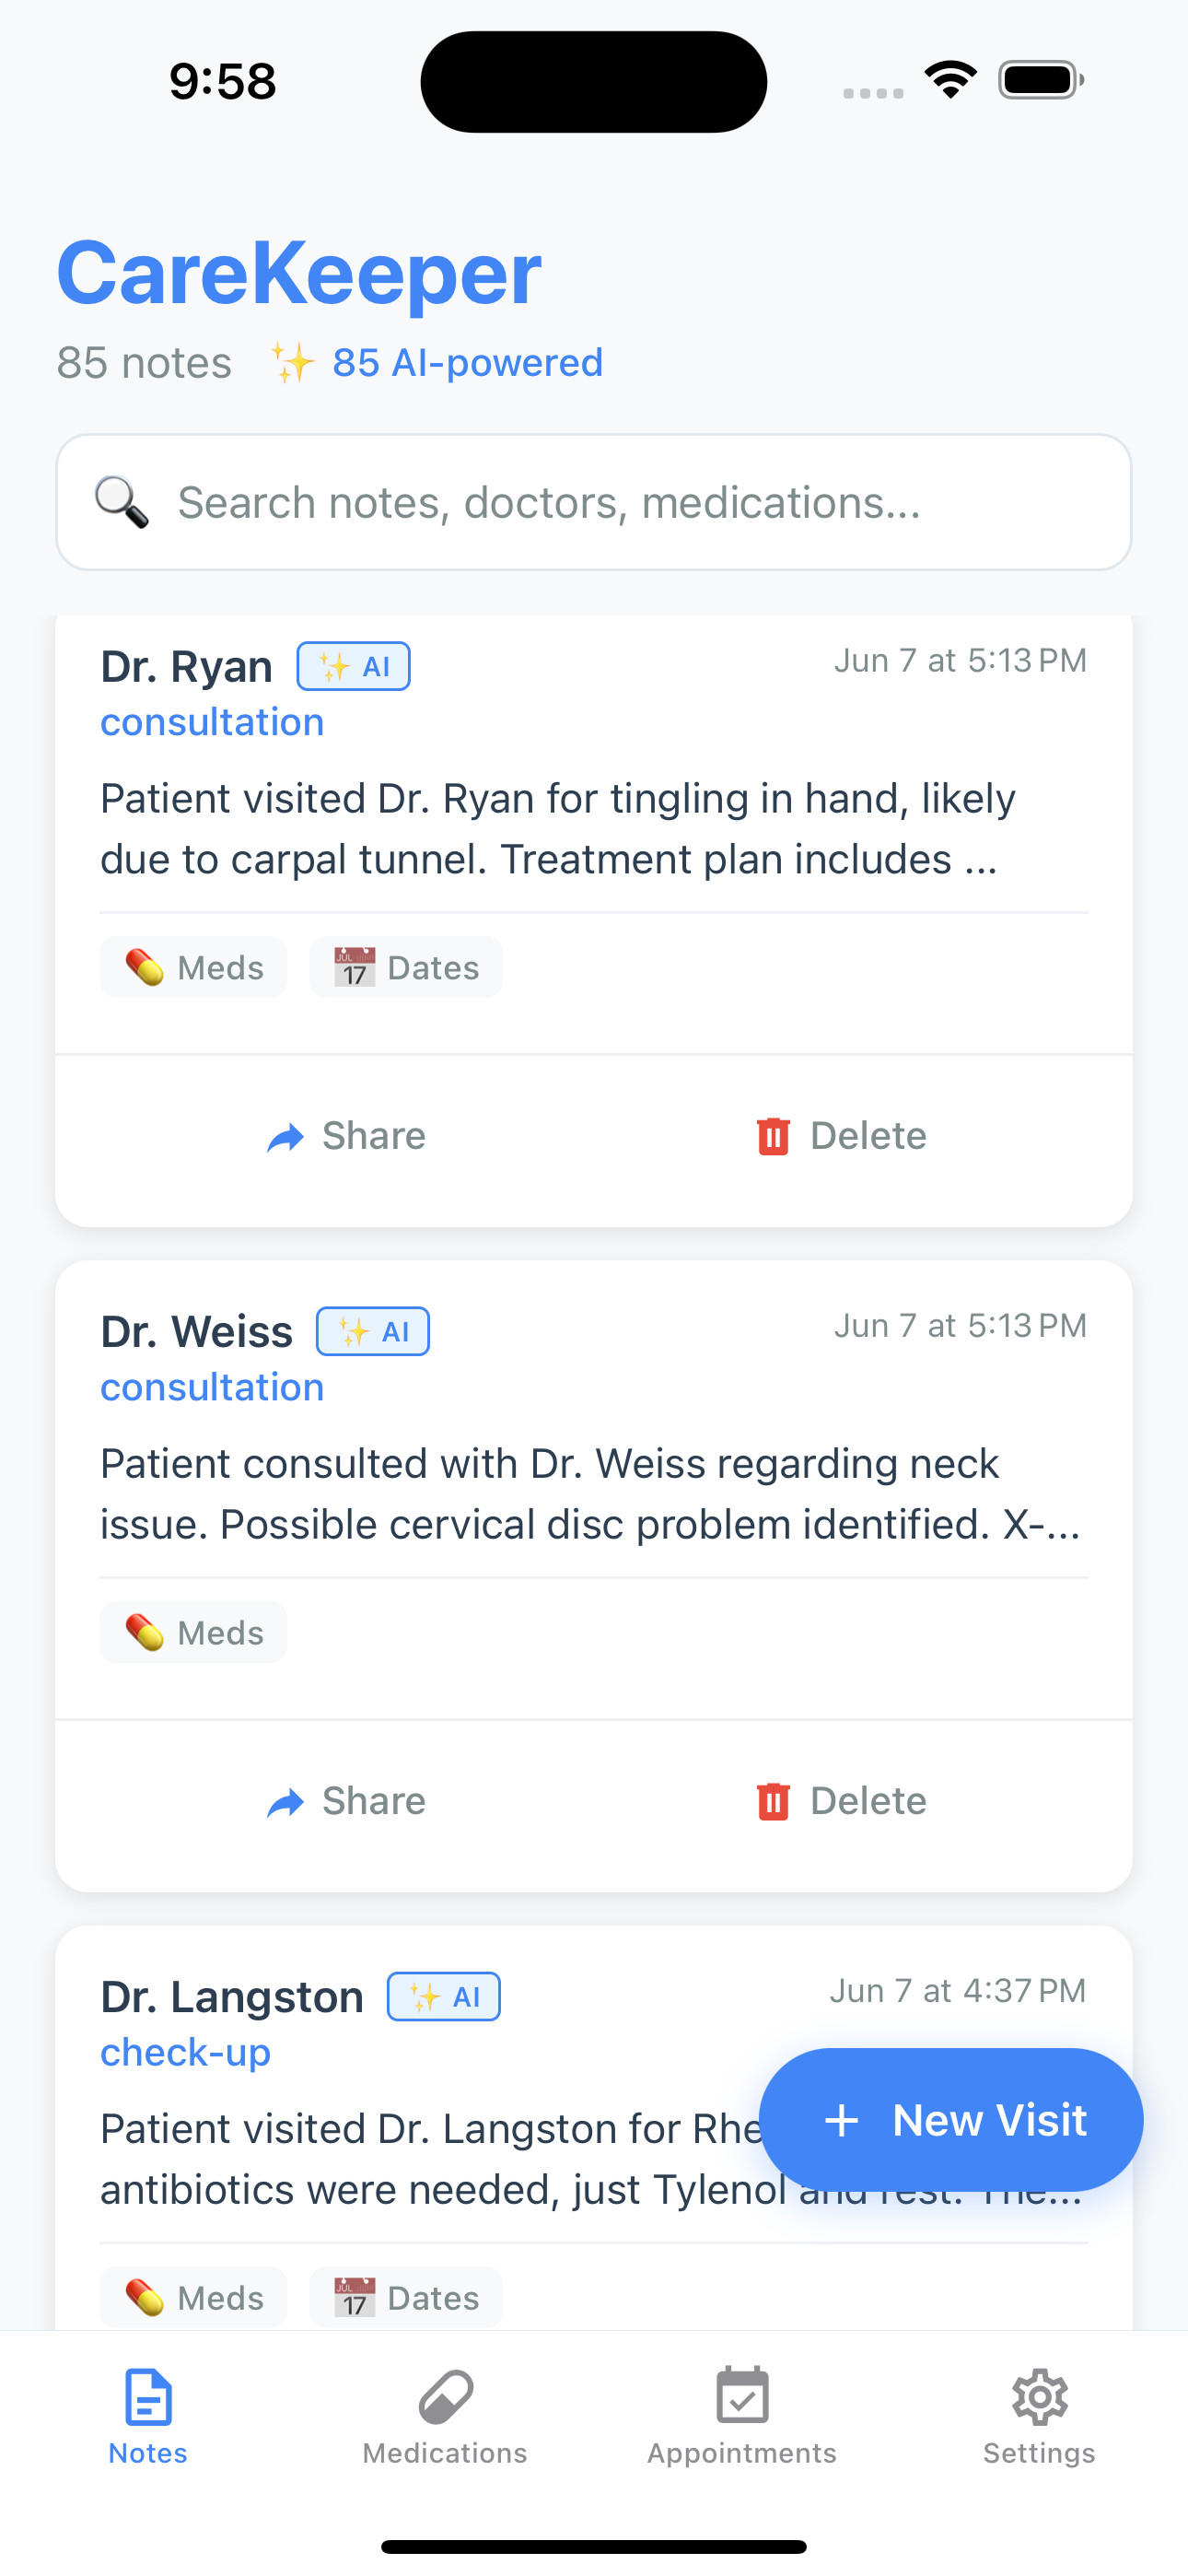 9:58
CareKeeper
85 notes ✨ 85 AI-powered
Search notes, doctors, medications...
Dr. Ryan ✨ AI Jun 7 at 5:13 PM
consultation
Patient visited Dr. Ryan for tingling in hand, likely
due to carpal tunnel. Treatment plan includes ...
Meds JUL 17 Dates
Share Delete
Dr. Weiss ✨ AI Jun 7 at 5:13 PM
consultation
Patient consulted with Dr. Weiss regarding neck
issue. Possible cervical disc problem identified. X-...
Meds
Share Delete
Dr. Langston ✨ AI Jun 7 at 4:37 PM
check-up
Patient visited Dr. Langston for Rhe
antibiotics were needed, just Tylenol and rest. The...
+ New Visit
Meds JUL 17 Dates
Notes Medications Appointments Settings